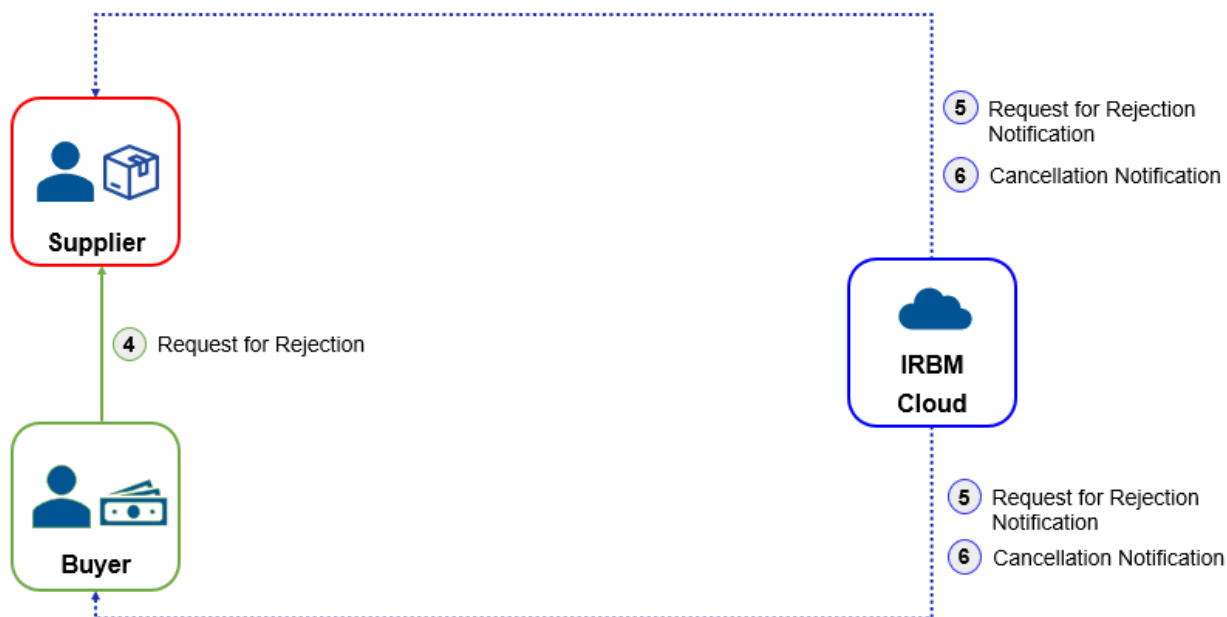 5 Request for Rejection
Notification
6 Cancellation Notification
Supplier
4 Request for Rejection
IRBM
Cloud
5 Request for Rejection
Notification
6 Cancellation Notification
Buyer